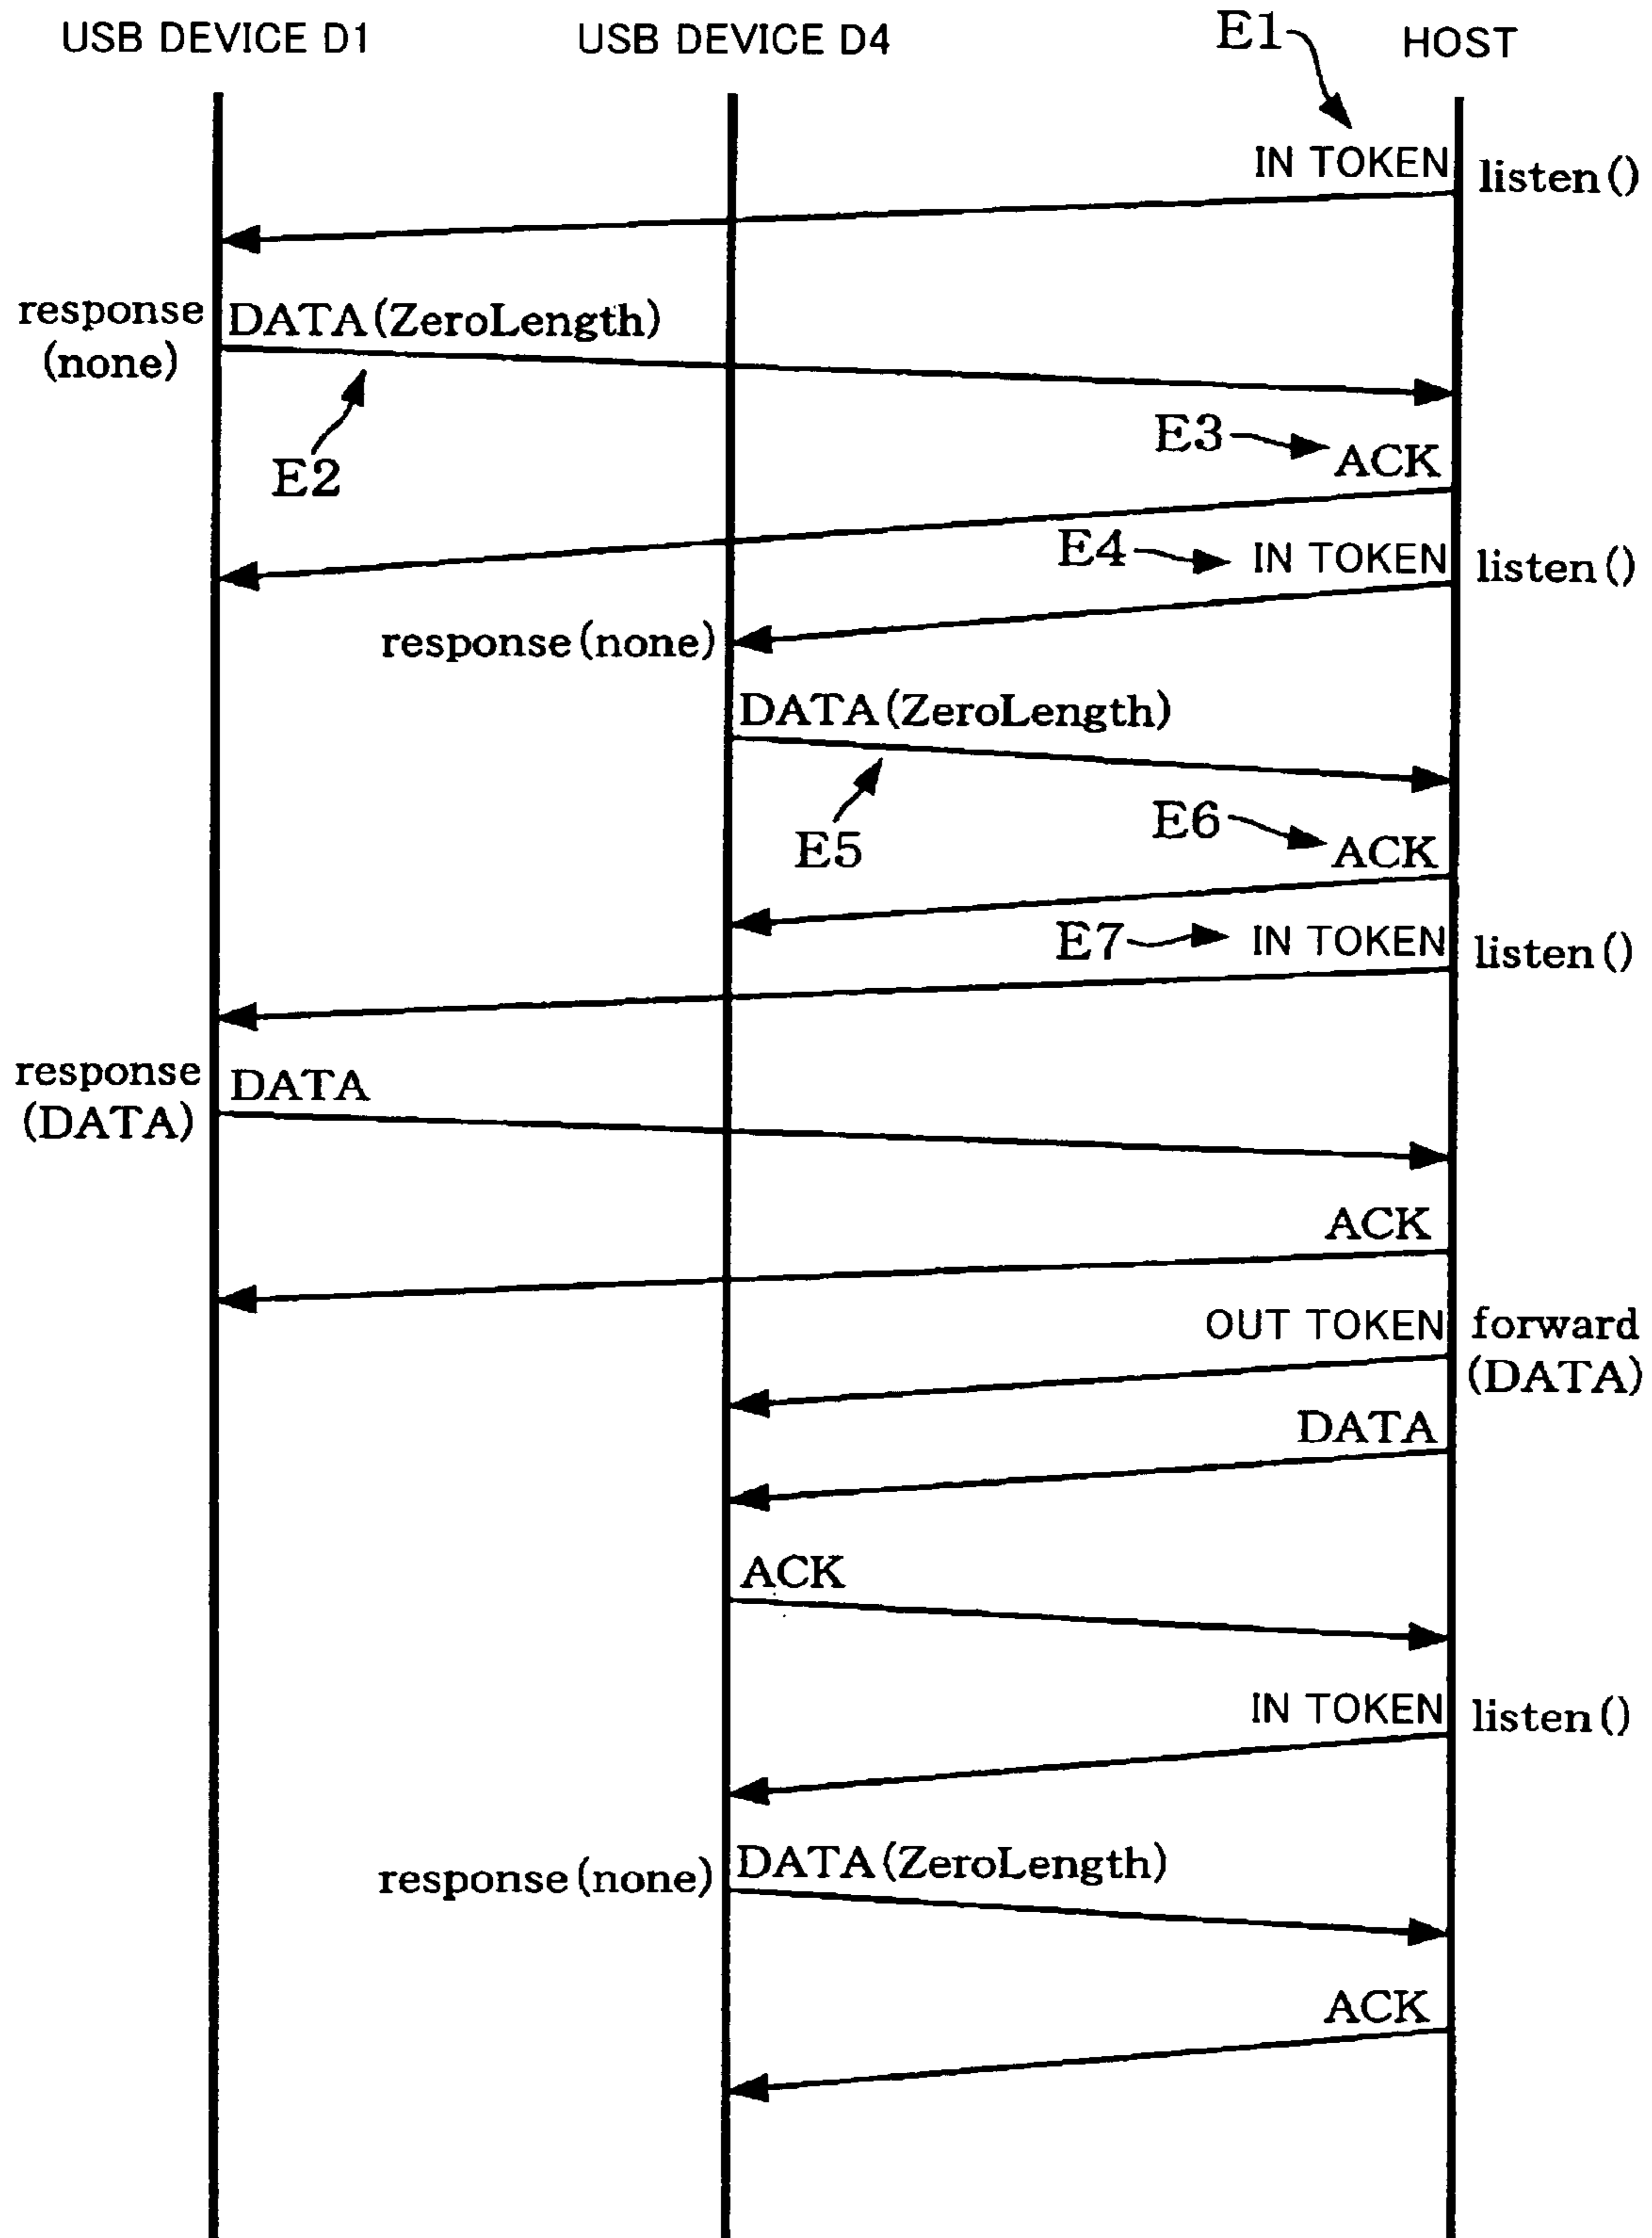 USB DEVICE D1
USB DEVICE D4
E1
HOST
IN TOKEN
listen()
response
(none)
DATA(ZeroLength)
E2
E3
ACK
E4
IN TOKEN
listen()
response(none)
DATA(ZeroLength)
E5
E6
ACK
E7
IN TOKEN
listen()
response
(DATA)
DATA
ACK
OUT TOKEN
forward
(DATA)
DATA
ACK
IN TOKEN
listen()
response(none)
DATA(ZeroLength)
ACK